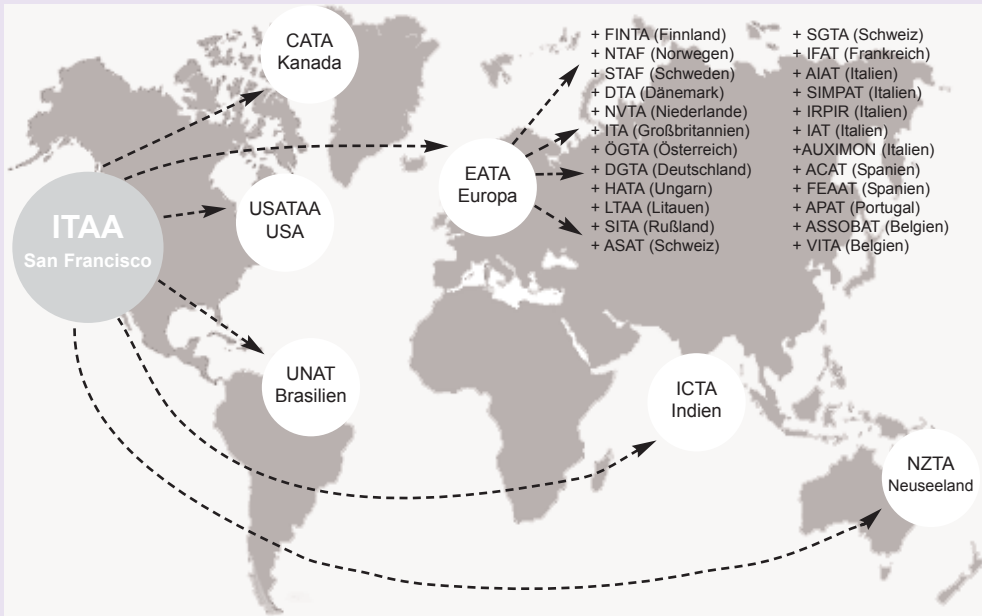 CATA
Kanada
+ FINTA (Finnland)
+ NTAF (Norwegen)
+ STAF (Schweden)
+ DTA (Dänemark)
+ NVTA (Niederlande)
+ ITA (Großbritannien)
+ ÖGTA (Österreich)
+ DGTA (Deutschland)
+ HATA (Ungarn)
+ LTAA (Litauen)
+ SITA (Rußland)
+ ASAT (Schweiz)
+ SGTA (Schweiz)
+ IFAT (Frankreich)
+ AIAT (Italien)
+ SIMPAT (Italien)
+ IRPIR (Italien)
+ IAT (Italien)
+AUXIMON (Italien)
+ ACAT (Spanien)
+ FEAAT (Spanien)
+ APAT (Portugal)
+ ASSOBAT (Belgien)
+ VITA (Belgien)
EATA
Europa
ITAA
San Francisco
USATAA
USA
UNAT
Brasilien
ICTA
Indien
NZTA
Neuseeland